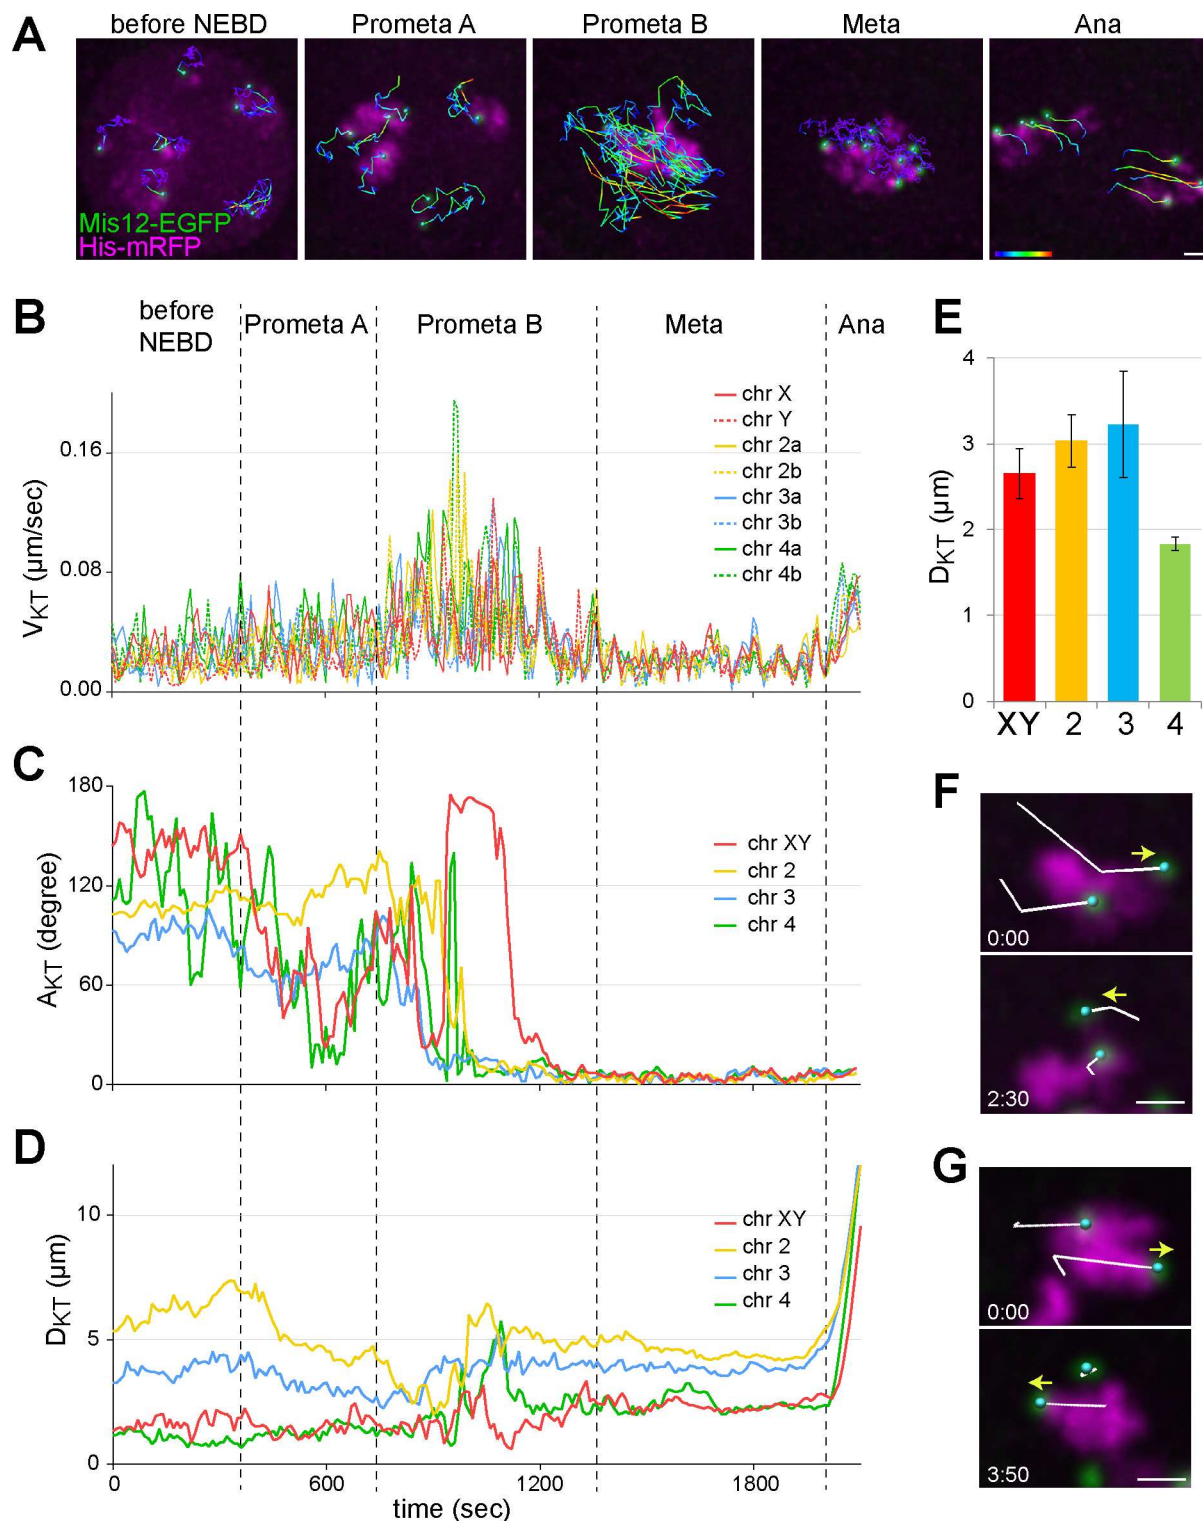 A
before NEBD Prometa A Prometa B Meta Ana
Mis12-EGFP
His-mRFP
B
before
NEBD Prometa A Prometa B Meta Ana
VKT (µm/sec)
0.16
0.08
0.00
chr X
chr Y
chr 2a
chr 2b
chr 3a
chr 3b
chr 4a
chr 4b
C
AKT (degree)
180
120
60
0
chr XY
chr 2
chr 3
chr 4
D
DKT (µm)
10
5
0
chr XY
chr 2
chr 3
chr 4
0 600 1200 1800
time (sec)
E
DKT (µm)
4
3
2
1
0
XY 2 3 4
F
0:00
2:30
G
0:00
3:50